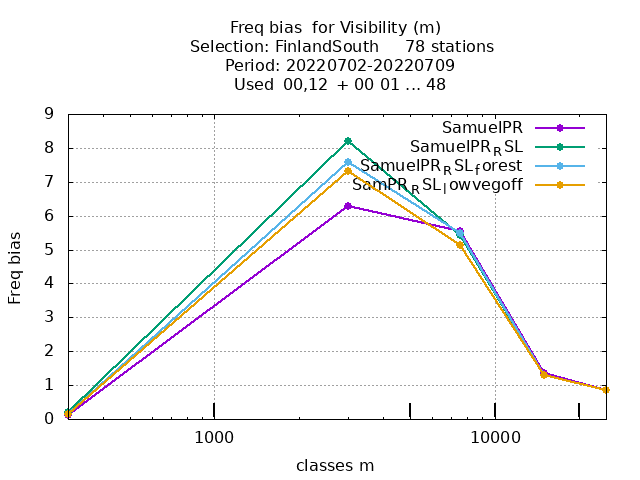 Freq bias  for Visibility (m)
Selection: FinlandSouth     78 stations
Period: 20220702-20220709
Used  00,12  + 00 01 ... 48
SamuelPR
SamuelPR_RSL
SamuelPR_RSL_forest
SamPR_RSL_lowvegoff
9
8
7
6
5
4
3
2
1
0
Freq bias
1000 10000
classes m